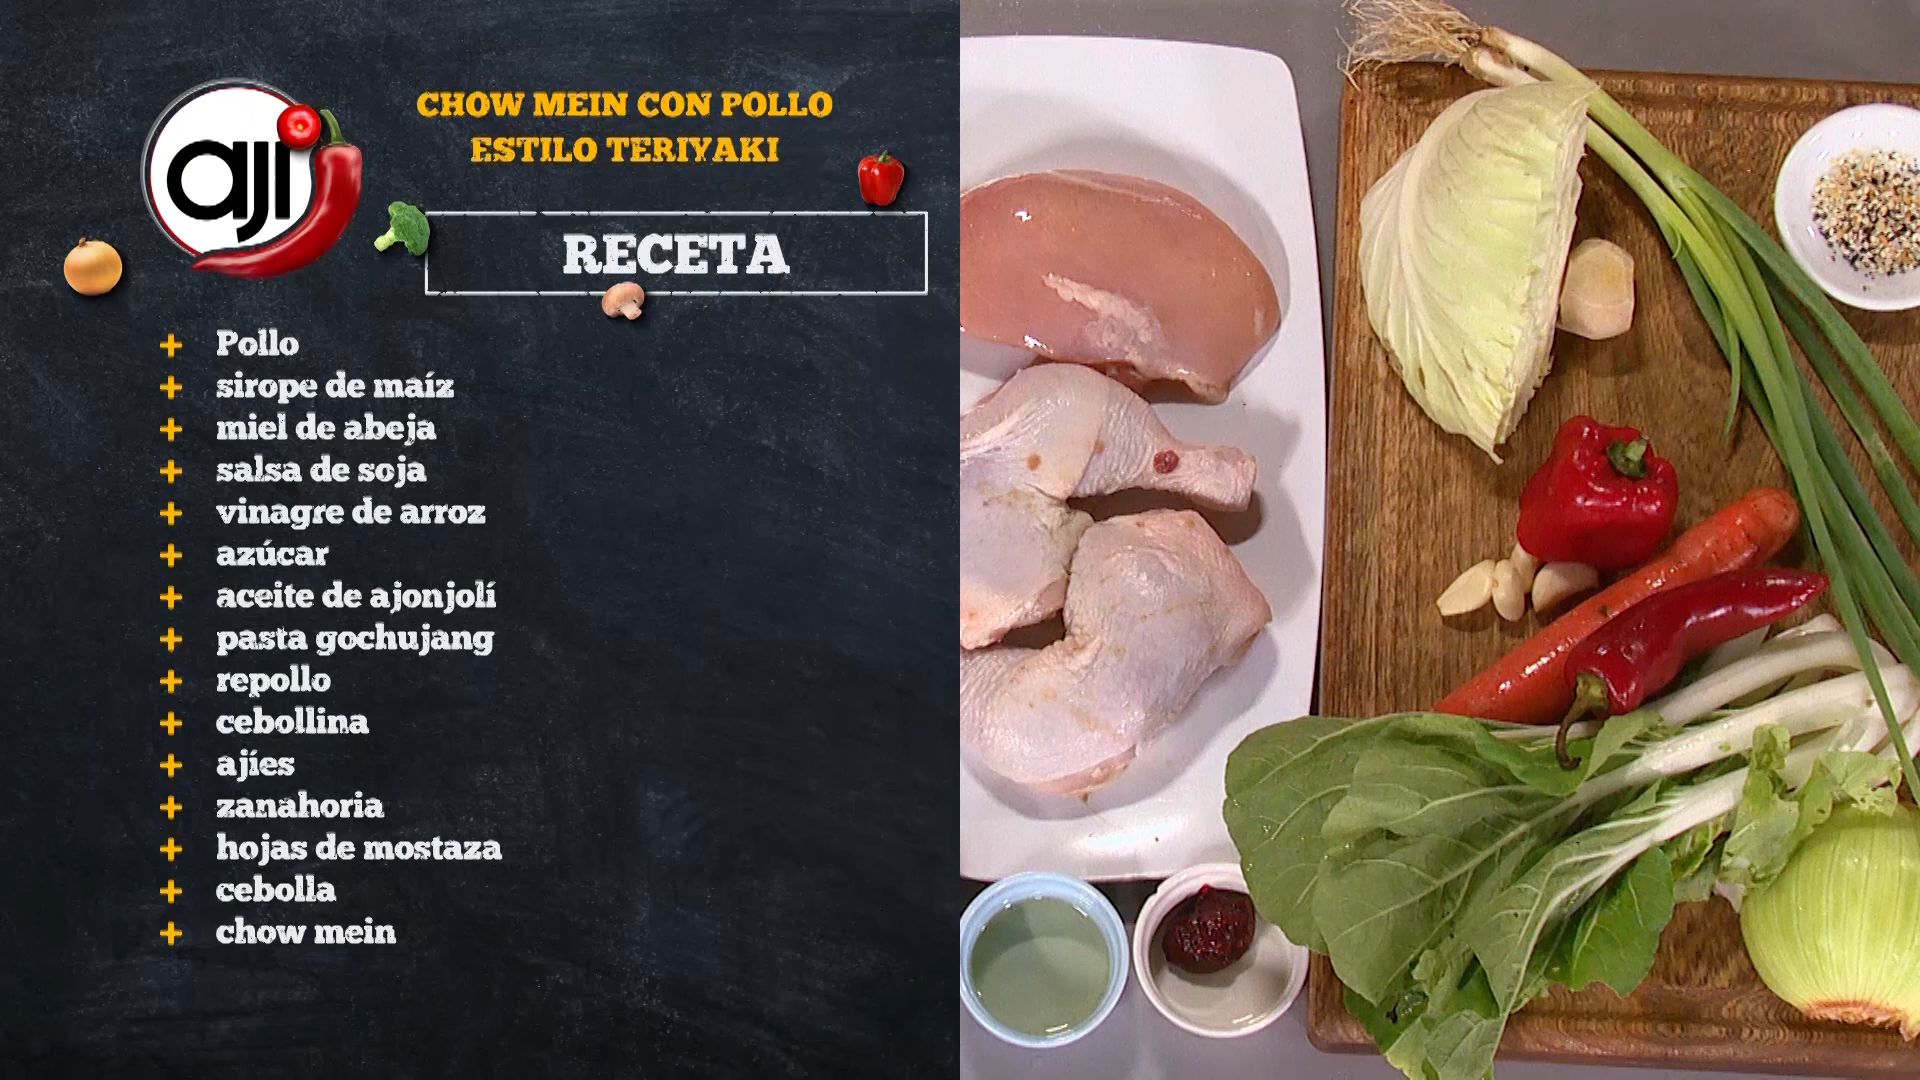 aji
CHOW MEIN CON POLLO
ESTILO TERIYAKI
RECETA
+ Pollo
+ sirope de maíz
+ miel de abeja
+ salsa de soja
+ vinagre de arroz
+ azúcar
+ aceite de ajonjolí
+ pasta gochujang
+ repollo
+ cebollina
+ ajíes
+ zanahoria
+ hojas de mostaza
+ cebolla
+ chow mein